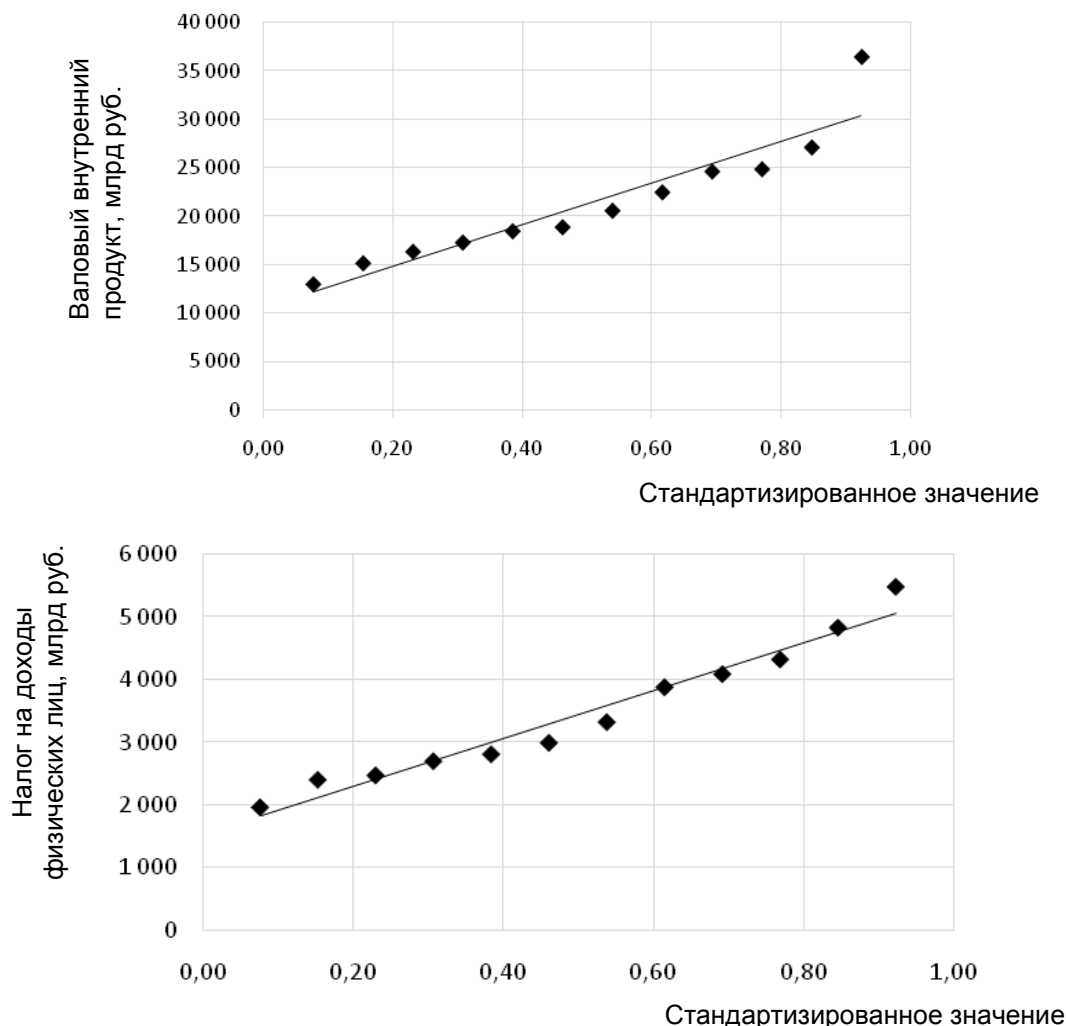 40 000
35 000
30 000
25 000
20 000
15 000
10 000
5 000
0
Валовый внутренний
продукт, млрд руб.
0,00 0,20 0,40 0,60 0,80 1,00
Стандартизированное значение
6 000
5 000
4 000
3 000
2 000
1 000
0
Налог на доходы
физических лиц, млрд руб.
0,00 0,20 0,40 0,60 0,80 1,00
Стандартизированное значение